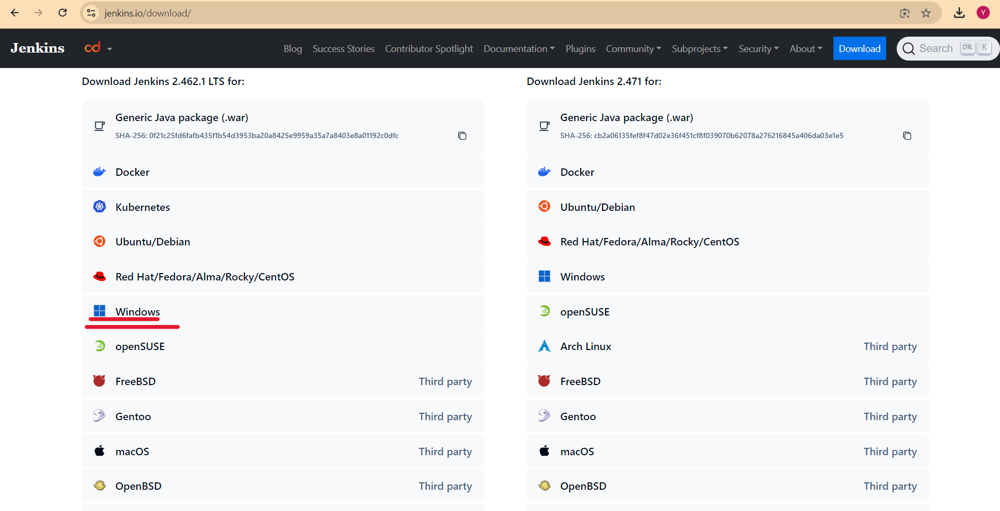 jenkins.io/download/
Y
Jenkins
cd
Blog Success Stories Contributor Spotlight Documentation Plugins Community Subprojects Security About Download Search CTRL K
Download Jenkins 2.462.1 LTS for:
Generic Java package (.war)
SHA-256: 0f21c25fd6fafb435f1b54d3953ba20a8425e9959a35a7a8403e8a01192c0dfc
Docker
Kubernetes
Ubuntu/Debian
Red Hat/Fedora/Alma/Rocky/CentOS
Windows
openSUSE
FreeBSD Third party
Gentoo Third party
macOS Third party
OpenBSD Third party
Download Jenkins 2.471 for:
Generic Java package (.war)
SHA-256: cb2a06135fef8f47d02e36f451cf8f039070b62078a276216845a406da03e1e5
Docker
Ubuntu/Debian
Red Hat/Fedora/Alma/Rocky/CentOS
Windows
openSUSE
Arch Linux Third party
FreeBSD Third party
Gentoo Third party
macOS Third party
OpenBSD Third party